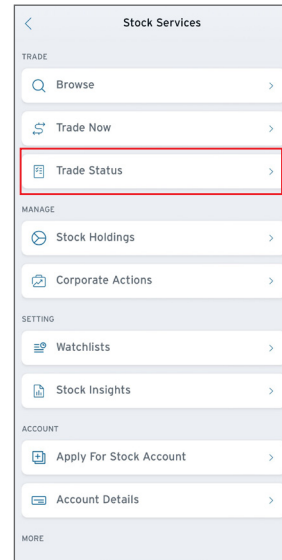 Stock Services
TRADE
Browse
Trade Now
Trade Status
MANAGE
Stock Holdings
Corporate Actions
SETTING
Watchlists
Stock Insights
ACCOUNT
Apply For Stock Account
Account Details
MORE